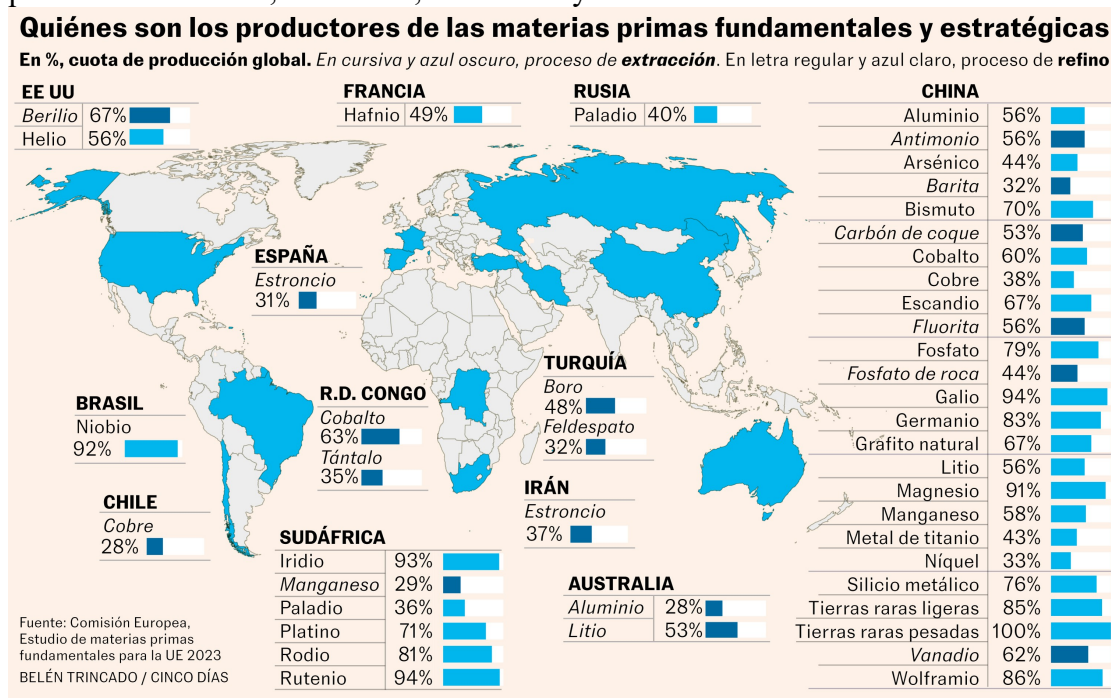 Quiénes son los productores de las materias primas fundamentales y estratégicas
En %, cuota de producción global. En cursiva y azul oscuro, proceso de extracción. En letra regular y azul claro, proceso de refino
EE UU
Berilio 67%
Helio 56%
FRANCIA
Hafnio 49%
RUSIA
Paladio 40%
ESPAÑA
Estroncio
31%
BRASIL
Niobio
92%
CHILE
Cobre
28%
R.D. CONGO
Cobalto
63%
Tántalo
35%
TURQUÍA
Boro
48%
Feldespato
32%
IRÁN
Estroncio
37%
SUDÁFRICA
Iridio 93%
Manganeso 29%
Paladio 36%
Platino 71%
Rodio 81%
Rutenio 94%
AUSTRALIA
Aluminio 28%
Litio 53%
CHINA
Aluminio 56%
Antimonio 56%
Arsénico 44%
Barita 32%
Bismuto 70%
Carbón de coque 53%
Cobalto 60%
Cobre 38%
Escandio 67%
Fluorita 56%
Fosfato 79%
Fosfato de roca 44%
Galio 94%
Germanio 83%
Gráfito natural 67%
Litio 56%
Magnesio 91%
Manganeso 58%
Metal de titanio 43%
Níquel 33%
Silicio metálico 76%
Tierras raras ligeras 85%
Tierras raras pesadas 100%
Vanadio 62%
Wolframio 86%
Fuente: Comisión Europea,
Estudio de materias primas
fundamentales para la UE 2023
BELÉN TRINCADO / CINCO DÍAS